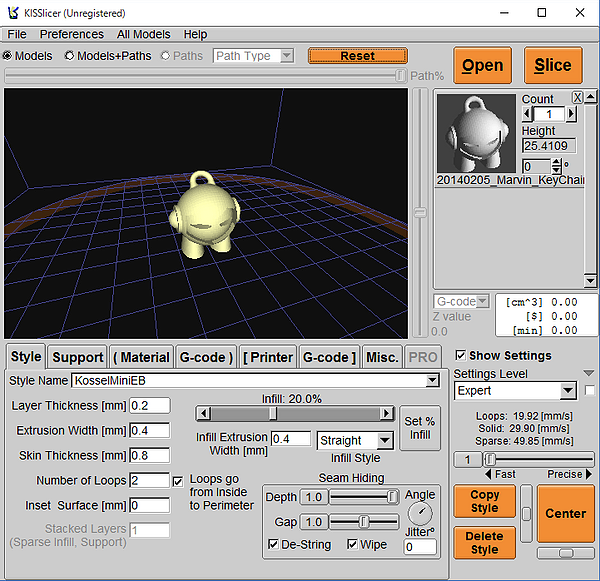 KISSlicer (Unregistered)
File Preferences All Models Help
Models Models+Paths Paths Path Type Reset
Path%
Open Slice
Count X
1
Height
25.4109
0 º
20140205_Marvin_KeyChain
G-code
Z value
0.0
[cm^3] 0.00
[$] 0.00
[min] 0.00
Style Support ( Material G-code ) [ Printer G-code ] Misc. PRO
Style Name KosselMiniEB
Layer Thickness [mm] 0.2
Extrusion Width [mm] 0.4
Skin Thickness [mm] 0.8
Number of Loops 2
Loops go
from Inside
to Perimeter
Inset Surface [mm] 0
Stacked Layers
(Sparse Infill, Support) 1
Infill: 20.0%
Set %
Infill
Infill Extrusion
Width [mm] 0.4 Straight
Infill Style
Seam Hiding
Depth 1.0
Gap 1.0
Angle
Jitterº
0
De-String Wipe
Show Settings
Settings Level
Expert
Loops: 19.92 [mm/s]
Solid: 29.90 [mm/s]
Sparse: 49.85 [mm/s]
1
Fast Precise
Copy
Style
Delete
Style
Center